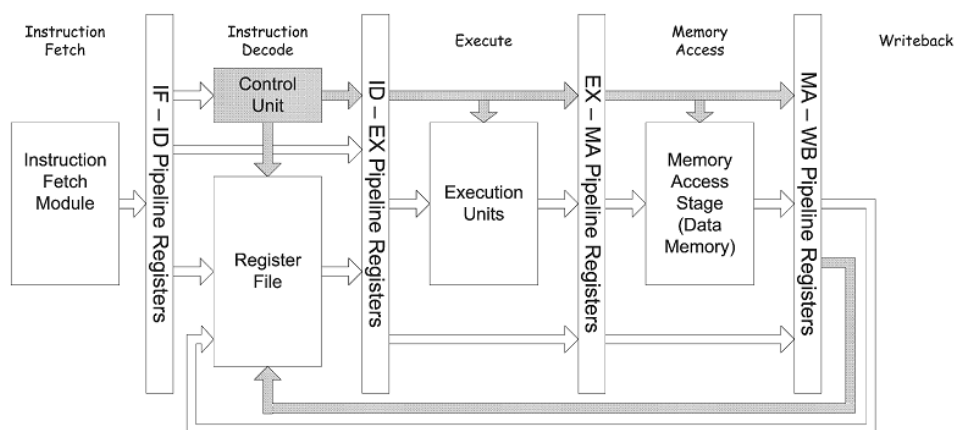 Instruction
Fetch
Instruction
Decode
Execute
Memory
Access
Writeback
IF – ID Pipeline Registers
Control
Unit
ID – EX Pipeline Registers
EX – MA Pipeline Registers
MA – WB Pipeline Registers
Instruction
Fetch
Module
Register
File
Execution
Units
Memory
Access
Stage
(Data
Memory)